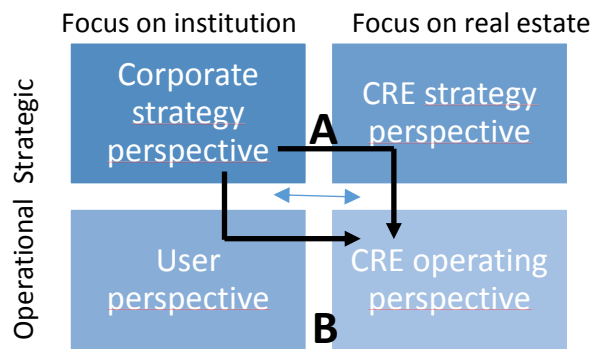 Focus on institution
Focus on real estate
Strategic
Corporate
strategy
perspective
A
CRE strategy
perspective
Operational
User
perspective
B
CRE operating
perspective